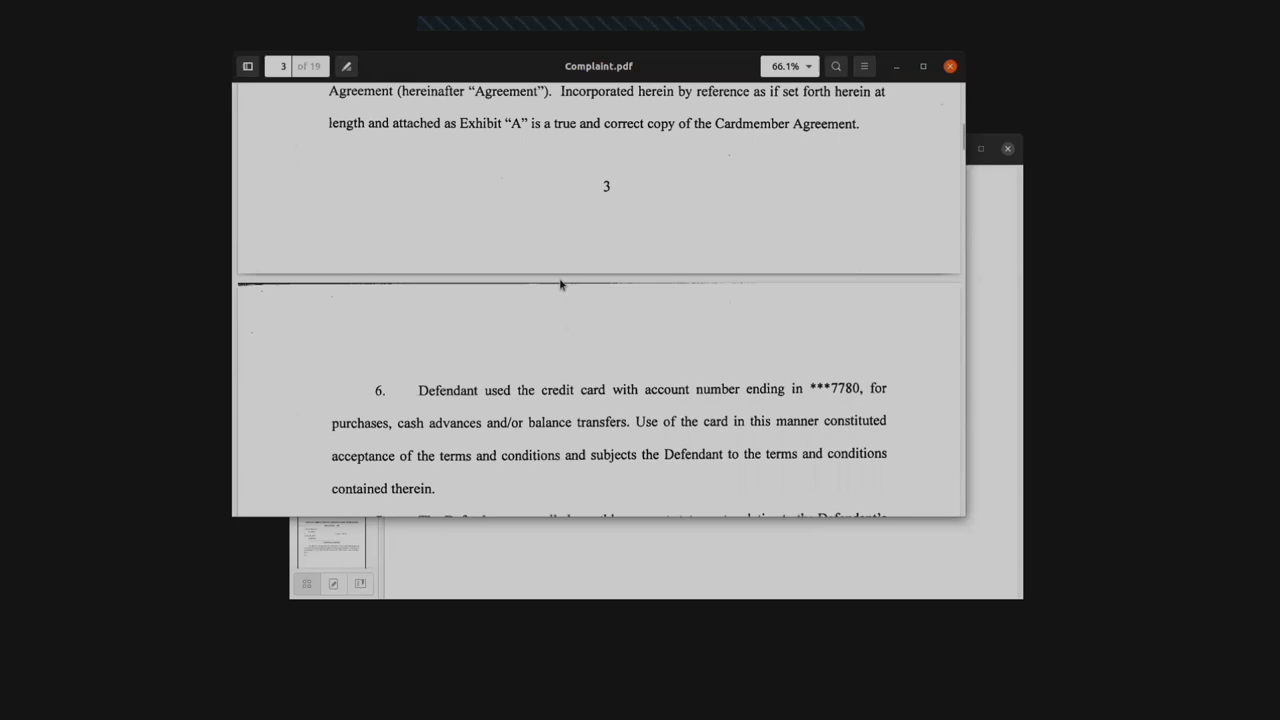 3 of 19
Complaint.pdf
66.1%
Agreement (hereinafter “Agreement”). Incorporated herein by reference as if set forth herein at
length and attached as Exhibit “A” is a true and correct copy of the Cardmember Agreement.
3
6. Defendant used the credit card with account number ending in ***7780, for
purchases, cash advances and/or balance transfers. Use of the card in this manner constituted
acceptance of the terms and conditions and subjects the Defendant to the terms and conditions
contained therein.